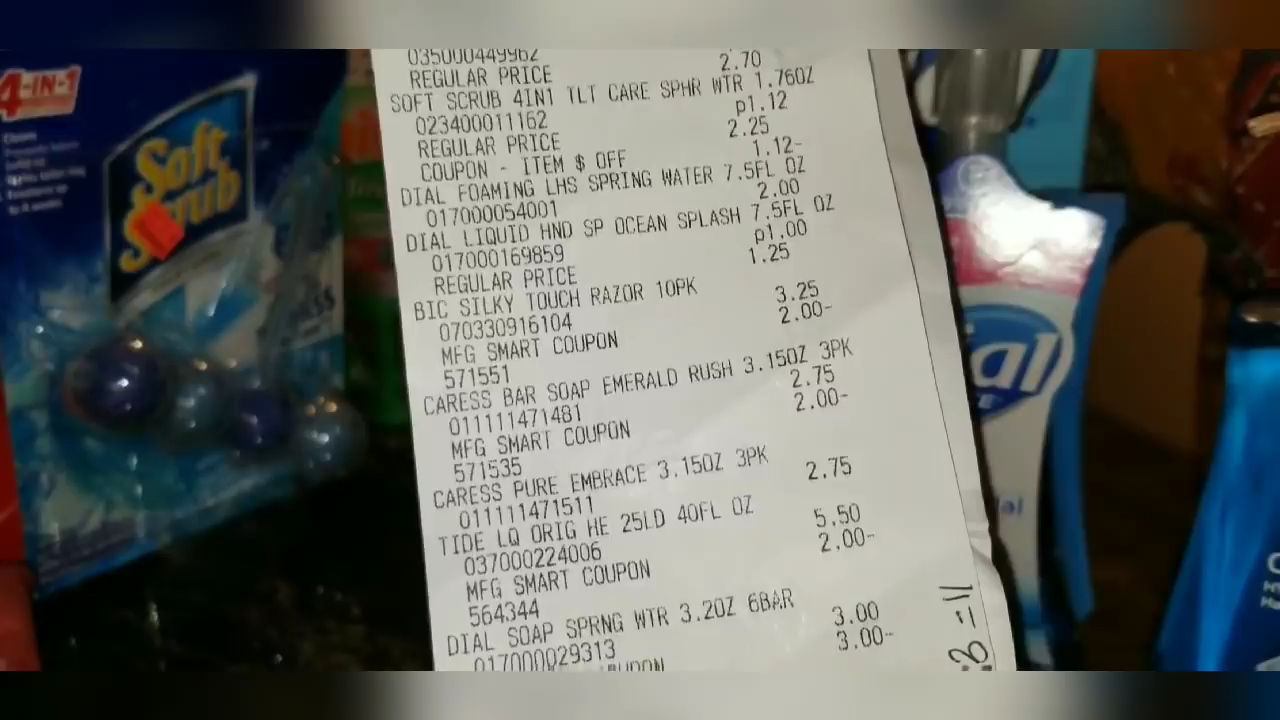 4-IN-1
Soft
Scrub
035000449962
REGULAR PRICE 2.70
SOFT SCRUB 4IN1 TLT CARE SPHR WTR 1.76OZ
023400011162 p1.12
REGULAR PRICE 2.25
COUPON - ITEM $ OFF 1.12-
DIAL FOAMING LHS SPRING WATER 7.5FL OZ
017000054001 2.00
DIAL LIQUID HND SP OCEAN SPLASH 7.5FL OZ
017000169859 p1.00
REGULAR PRICE 1.25
BIC SILKY TOUCH RAZOR 10PK
070330916104 3.25
MFG SMART COUPON 2.00-
571551
CARESS BAR SOAP EMERALD RUSH 3.15OZ 3PK
011111471481 2.75
MFG SMART COUPON 2.00-
571535
CARESS PURE EMBRACE 3.15OZ 3PK
011111471511 2.75
TIDE LQ ORIG HE 25LD 40FL OZ
037000224006 5.50
MFG SMART COUPON 2.00-
564344
DIAL SOAP SPRNG WTR 3.2OZ 6BAR
017000029313 3.00
3.00-